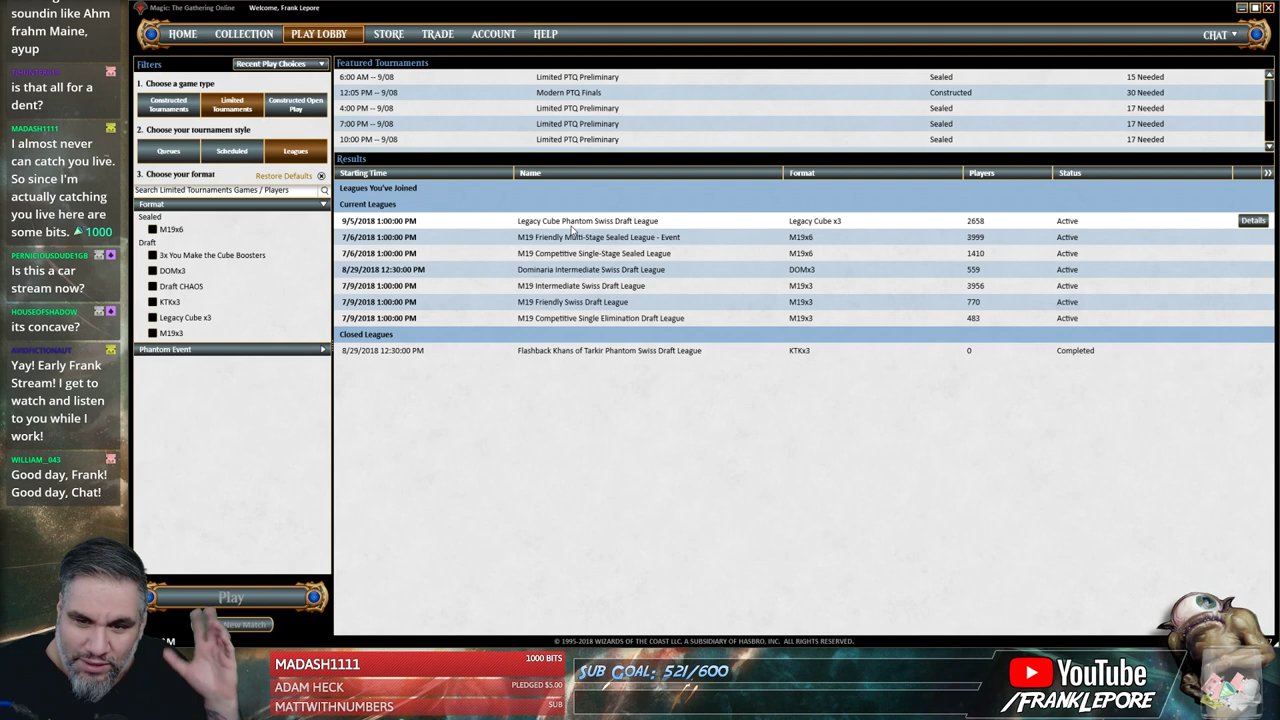 soundin like Ahm
frahm Maine,
ayup
is that all for a
dent?
MADASH1111
I almost never
can catch you live.
So since I'm
actually catching
you live here are
some bits. 1000
PERNICIOUSDUDE1GB
Is this a car
stream now?
HOUSEOFSHADOW
its concave?
Yay! Early Frank
Stream! I get to
watch and listen
to you while I
work!
WILLIAM_043
Good day, Frank!
Good day, Chat!
Magic: The Gathering Online Welcome, Frank Lepore
HOME COLLECTION PLAY LOBBY STORE TRADE ACCOUNT HELP CHAT
Filters Recent Play Choices
1. Choose a game type
Constructed Tournaments Limited Tournaments Constructed Open Play
2. Choose your tournament style
Queues Scheduled Leagues
3. Choose your format Restore Defaults
Search Limited Tournaments Games / Players
Format
Sealed
M19x6
Draft
3x You Make the Cube Boosters
DOMx3
Draft CHAOS
KTKx3
Legacy Cube x3
M19x3
Phantom Event
Play
New Match
Featured Tournaments
6:00 AM -- 9/08 Limited PTQ Preliminary Sealed 15 Needed
12:05 PM -- 9/08 Modern PTQ Finals Constructed 30 Needed
4:00 PM -- 9/08 Limited PTQ Preliminary Sealed 17 Needed
7:00 PM -- 9/08 Limited PTQ Preliminary Sealed 17 Needed
10:00 PM -- 9/08 Limited PTQ Preliminary Sealed 17 Needed
Results
Starting Time Name Format Players Status
Leagues You've Joined
Current Leagues
9/5/2018 1:00:00 PM Legacy Cube Phantom Swiss Draft League Legacy Cube x3 2658 Active Details
7/6/2018 1:00:00 PM M19 Friendly Multi-Stage Sealed League - Event M19x6 3999 Active
7/6/2018 1:00:00 PM M19 Competitive Single-Stage Sealed League M19x6 1410 Active
8/29/2018 12:30:00 PM Dominaria Intermediate Swiss Draft League DOMx3 559 Active
7/9/2018 1:00:00 PM M19 Intermediate Swiss Draft League M19x3 3956 Active
7/9/2018 1:00:00 PM M19 Friendly Swiss Draft League M19x3 770 Active
7/9/2018 1:00:00 PM M19 Competitive Single Elimination Draft League M19x3 483 Active
Closed Leagues
8/29/2018 12:30:00 PM Flashback Khans of Tarkir Phantom Swiss Draft League KTKx3 0 Completed
© 1995-2018 WIZARDS OF THE COAST LLC, A SUBSIDIARY OF HASBRO, INC. ALL RIGHTS RESERVED.
MADASH1111 1000 BITS
ADAM HECK PLEDGED $5.00
MATTWITHNUMBERS SUB
SUB GOAL: 521/600
YouTube
/FRANKLEPORE